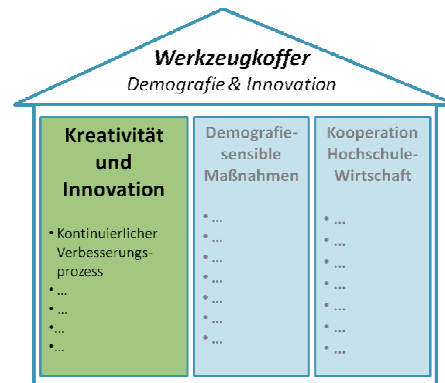 Werkzeugkoffer
Demografie & Innovation
Kreativität
und
Innovation
• Kontinuierlicher
Verbesserungs-
prozess
• ...
• ...
•...
•...
Demografie-
sensible
Maßnahmen
• ...
• ...
• ...
• ...
• ...
• ...
• ...
Kooperation
Hochschule-
Wirtschaft
• ...
• ...
• ...
• ...
• ...
• ...
• ...